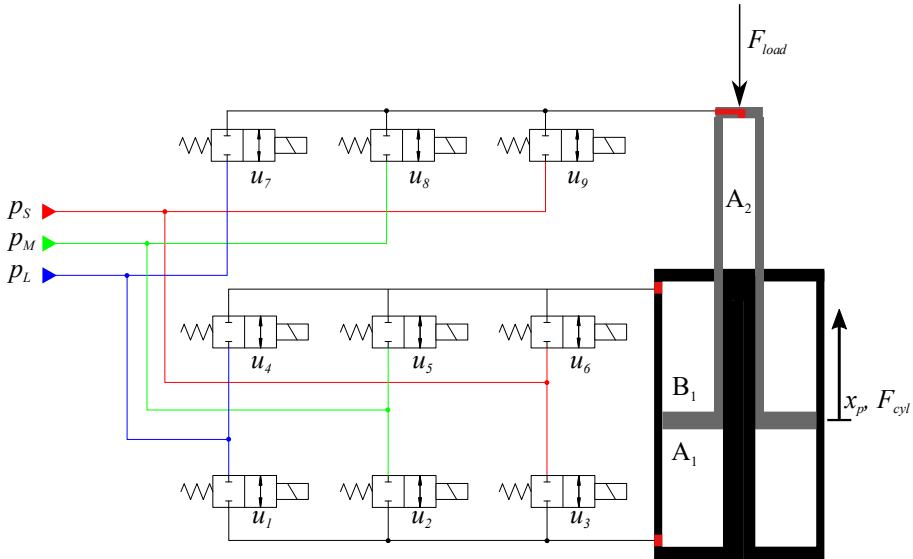 F_load
u_7 u_8 u_9
p_S
A_2
p_M
p_L
u_4 u_5 u_6
B_1
x_p, F_cyl
A_1
u_1 u_2 u_3